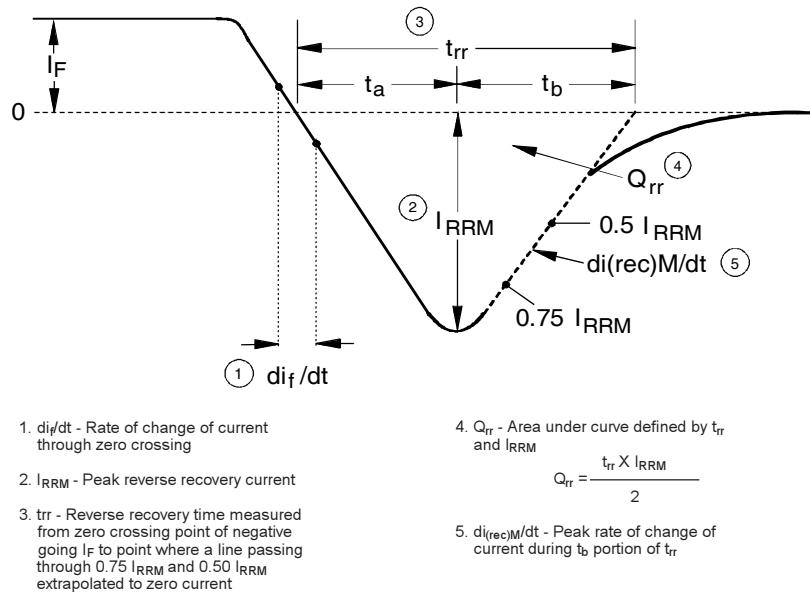 3
trr
IF
ta
tb
0
Qrr 4
2 IRRM
0.5 IRRM
di(rec)M/dt 5
0.75 IRRM
1 dif/dt
1. dif/dt - Rate of change of current
through zero crossing
2. IRRM - Peak reverse recovery current
3. trr - Reverse recovery time measured
from zero crossing point of negative
going IF to point where a line passing
through 0.75 IRRM and 0.50 IRRM
extrapolated to zero current
4. Qrr - Area under curve defined by trr
and IRRM
Qrr = trr X IRRM
2
5. di(rec)M/dt - Peak rate of change of
current during tb portion of trr